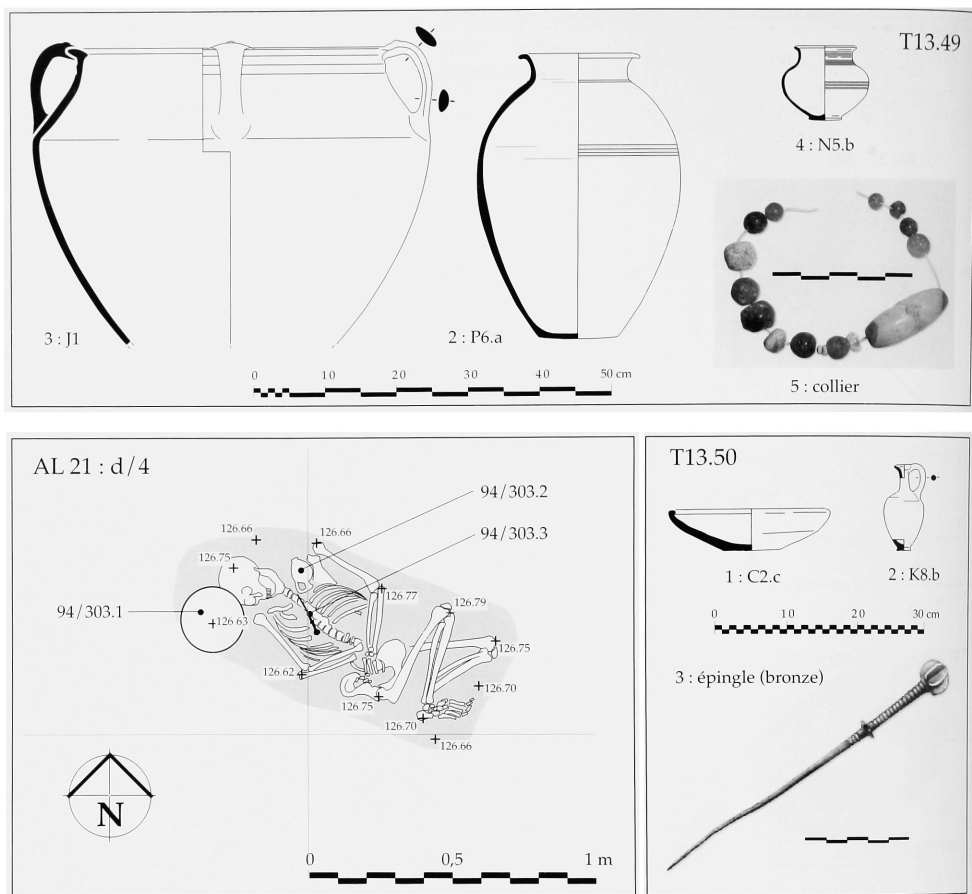 T13.49
4 : N5.b
3 : J1
2 : P6.a
5 : collier
0 10 20 30 40 50 cm
AL 21 : d/4
94/303.2
94/303.3
94/303.1
126.66
126.66
126.75
126.77
126.79
126.63
126.62
126.75
126.75
126.70
126.70
126.66
N
0 0,5 1 m
T13.50
1 : C2.c
2 : K8.b
0 10 20 30 cm
3 : épingle (bronze)